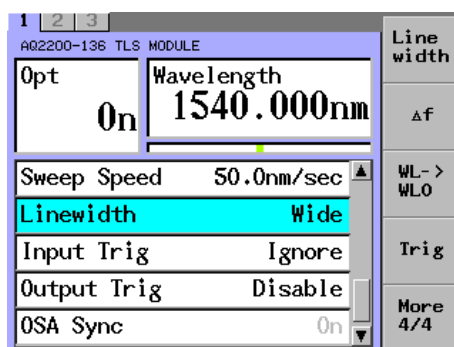 1 2 3
AQ2200-136 TLS MODULE
Opt
On
Wavelength
1540.000nm
Sweep Speed 50.0nm/sec
Linewidth Wide
Input Trig Ignore
Output Trig Disable
OSA Sync On
Line
width
Δf
WL->
WL0
Trig
More
4/4